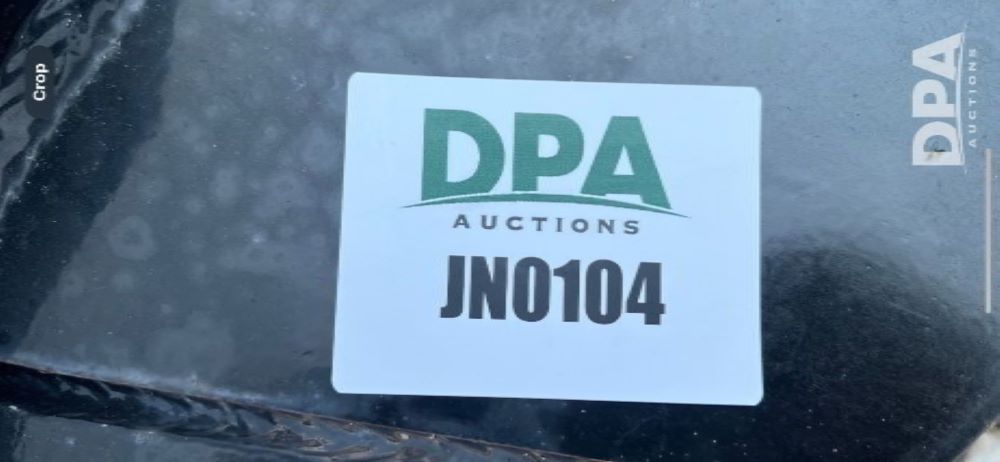 Crop
DPA
AUCTIONS
JN0104
DPA
AUCTIONS